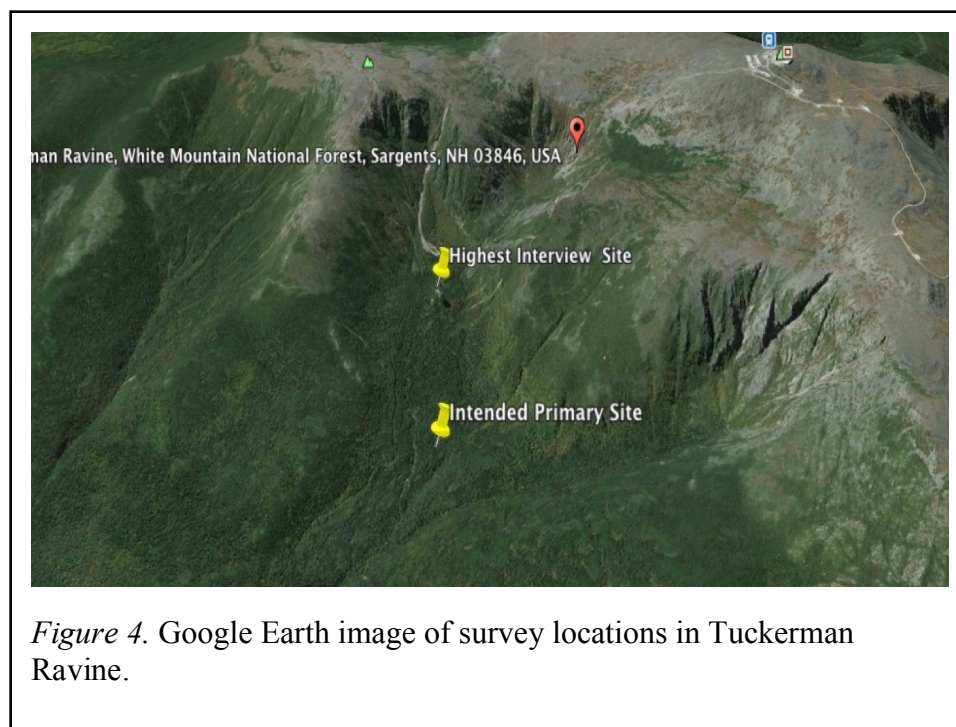 man Ravine, White Mountain National Forest, Sargents, NH 03846, USA
Highest Interview Site
Intended Primary Site
Figure 4. Google Earth image of survey locations in Tuckerman
Ravine.